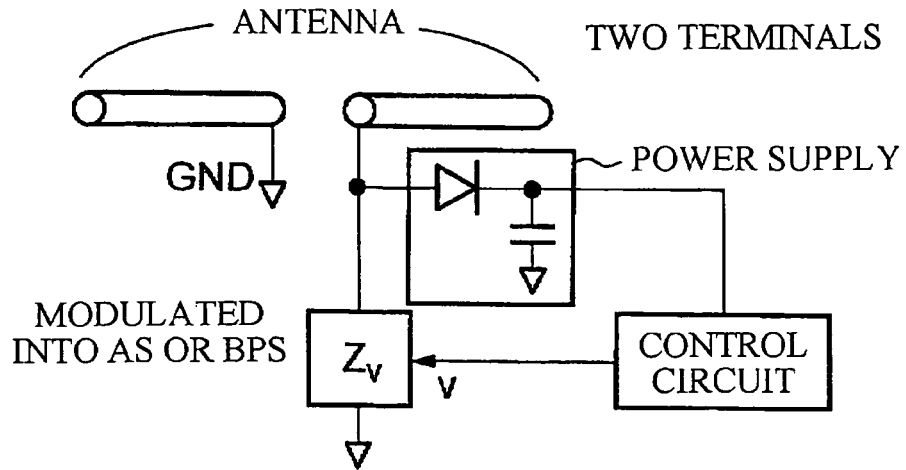 ANTENNA
TWO TERMINALS
GND
POWER SUPPLY
MODULATED
INTO AS OR BPS
ZV
V
CONTROL
CIRCUIT